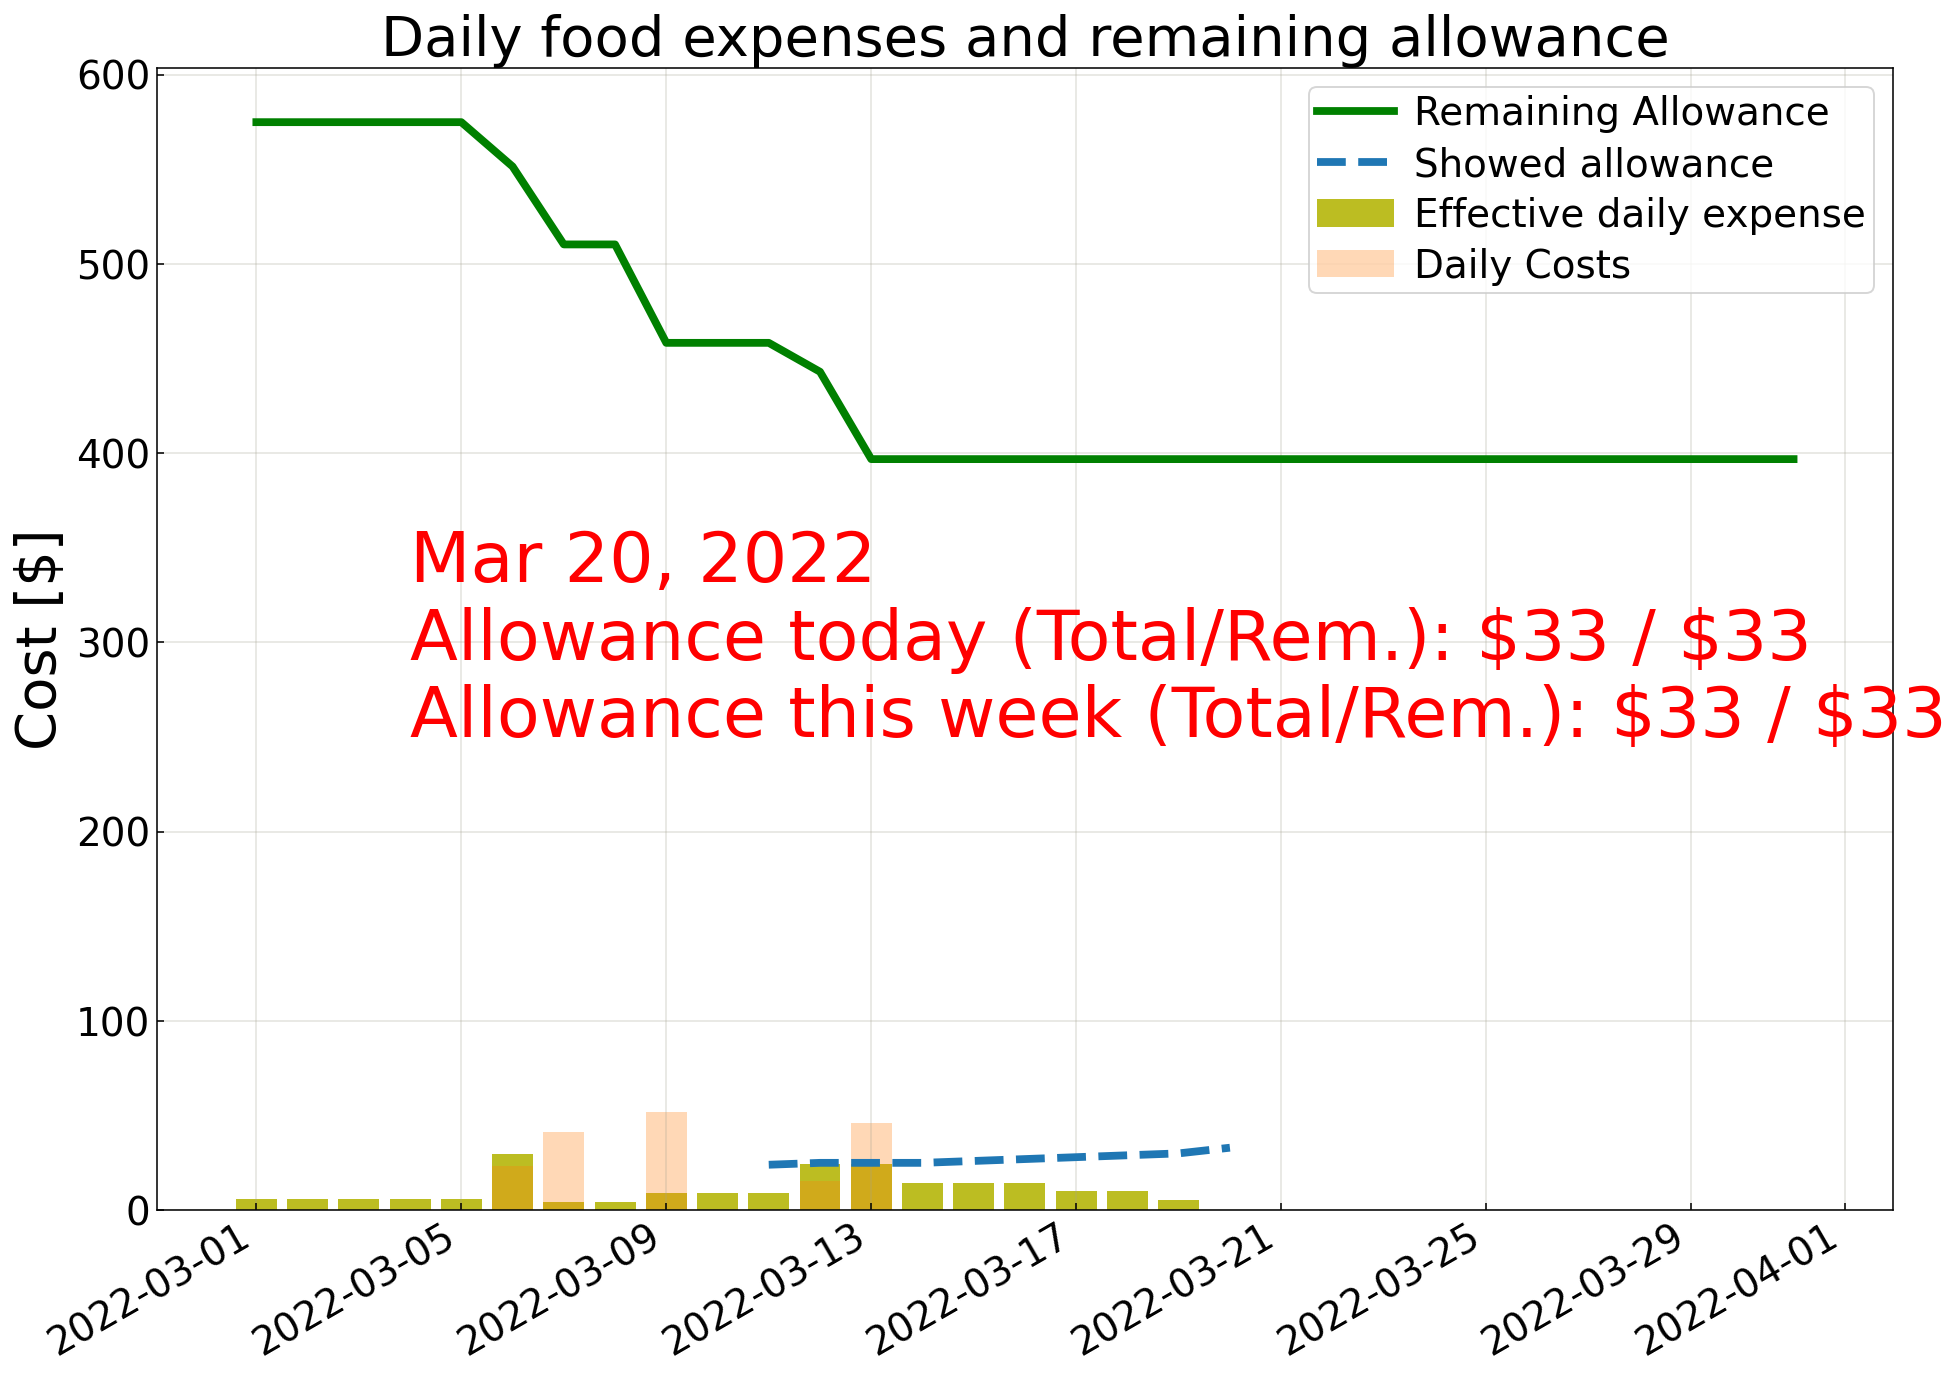 Daily food expenses and remaining allowance
600
500
400
300
200
100
0
Cost [$]
Remaining Allowance
Showed allowance
Effective daily expense
Daily Costs
Mar 20, 2022
Allowance today (Total/Rem.): $33 / $33
Allowance this week (Total/Rem.): $33 / $33
2022-03-01
2022-03-05
2022-03-09
2022-03-13
2022-03-17
2022-03-21
2022-03-25
2022-03-29
2022-04-01